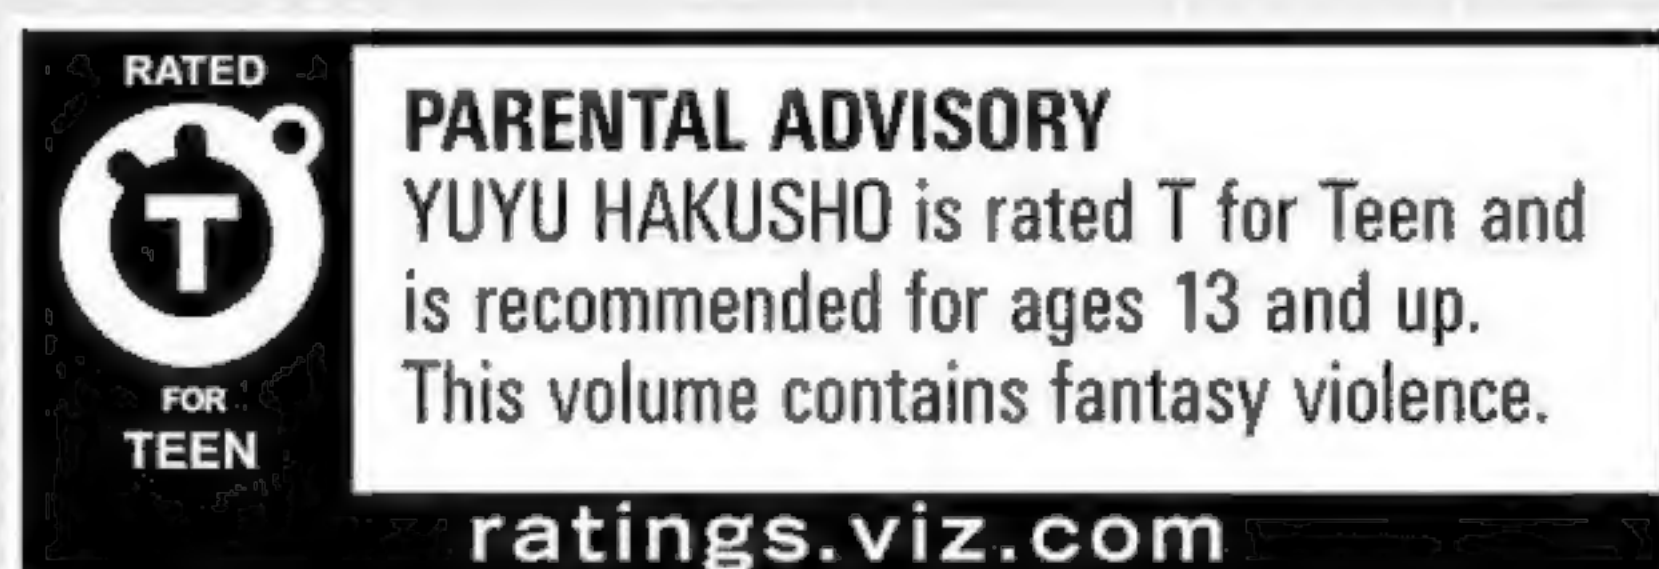 RATED
T
FOR
TEEN
PARENTAL ADVISORY
YUYU HAKUSHO is rated T for Teen and
is recommended for ages 13 and up.
This volume contains fantasy violence.
ratings.viz.com